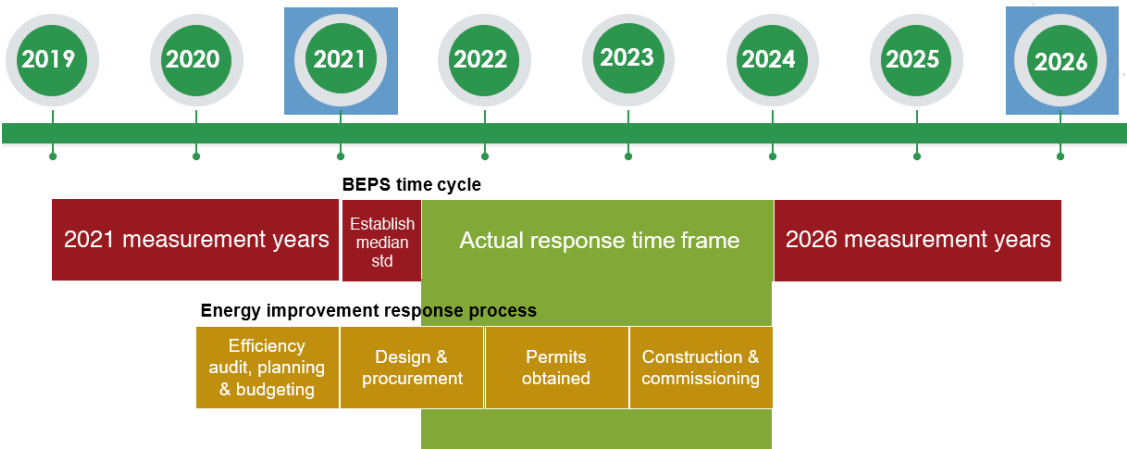 2019
2020
2021
2022
2023
2024
2025
2026
BEPS time cycle
2021 measurement years
Establish
median
std
Actual response time frame
2026 measurement years
Energy improvement response process
Efficiency
audit, planning
& budgeting
Design &
procurement
Permits
obtained
Construction &
commissioning